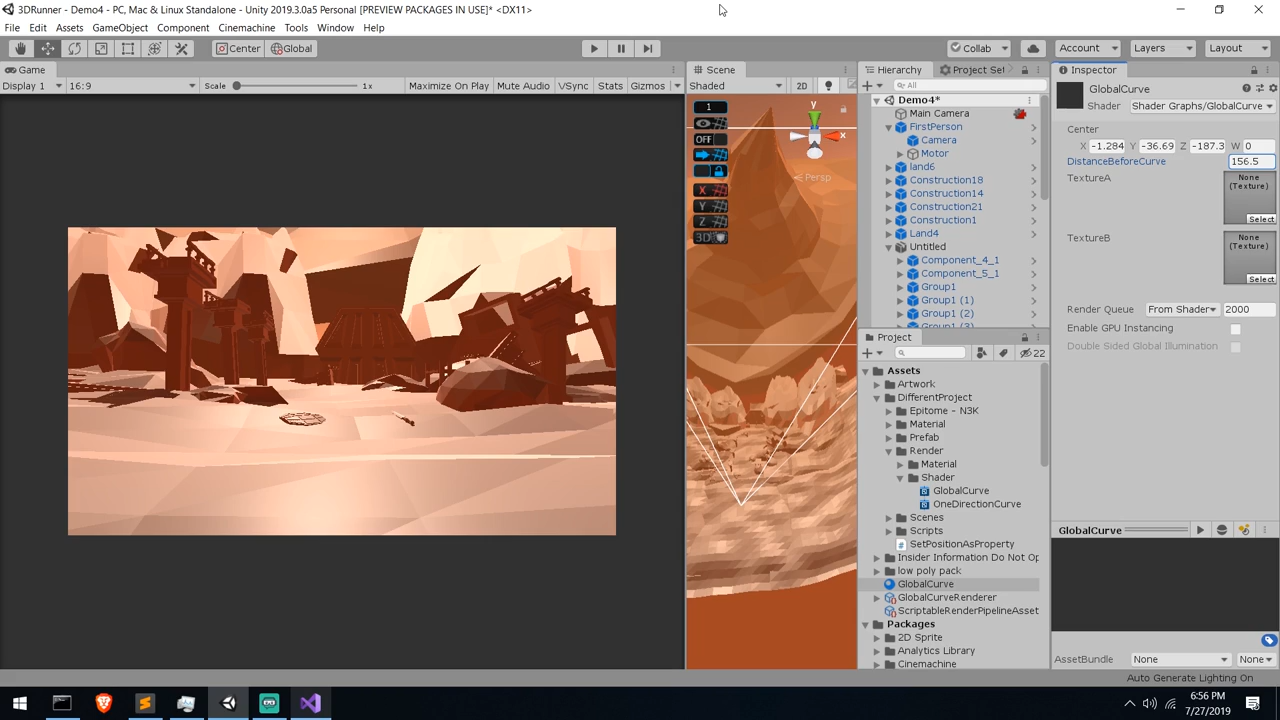 3DRunner - Demo4 - PC, Mac & Linux Standalone - Unity 2019.3.0a5 Personal [PREVIEW PACKAGES IN USE]* <DX11>
File Edit Assets GameObject Component Cinemachine Tools Window Help
Center Global Collab Account Layers Layout
Game
Display 1 16:9 Scale 1x Maximize On Play Mute Audio VSync Stats Gizmos
Scene
Shaded 2D
1
OFF
X
Y
Z
3D
y
x
Persp
Hierarchy Project Set
All
Demo4*
Main Camera
FirstPerson
Camera
Motor
land6
Construction18
Construction14
Construction21
Construction1
Land4
Untitled
Component_4_1
Component_5_1
Group1
Group1 (1)
Group1 (2)
Group1 (3)
Project
22
Assets
Artwork
DifferentProject
Epitome - N3K
Material
Prefab
Render
Material
Shader
GlobalCurve
OneDirectionCurve
Scenes
Scripts
SetPositionAsProperty
Insider Information Do Not Op
low poly pack
GlobalCurve
GlobalCurveRenderer
ScriptableRenderPipelineAsset
Packages
2D Sprite
Analytics Library
Cinemachine
Inspector
GlobalCurve
Shader Shader Graphs/GlobalCurve
Center
X -1.284 Y -36.69 Z -187.3 W 0
DistanceBeforeCurve 156.5
TextureA None (Texture) Select
TextureB None (Texture) Select
Render Queue From Shader 2000
Enable GPU Instancing
Double Sided Global Illumination
GlobalCurve
AssetBundle None None
Auto Generate Lighting On
6:56 PM
7/27/2019